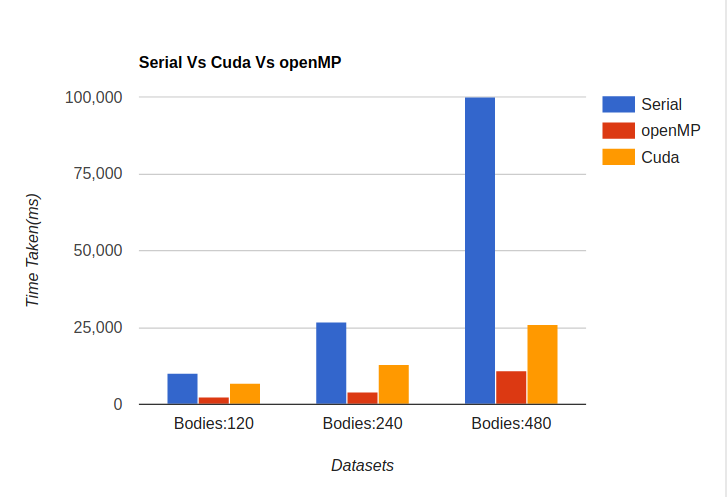 Serial Vs Cuda Vs openMP
100,000
75,000
50,000
25,000
0
Time Taken(ms)
Bodies:120
Bodies:240
Bodies:480
Datasets
Serial
openMP
Cuda